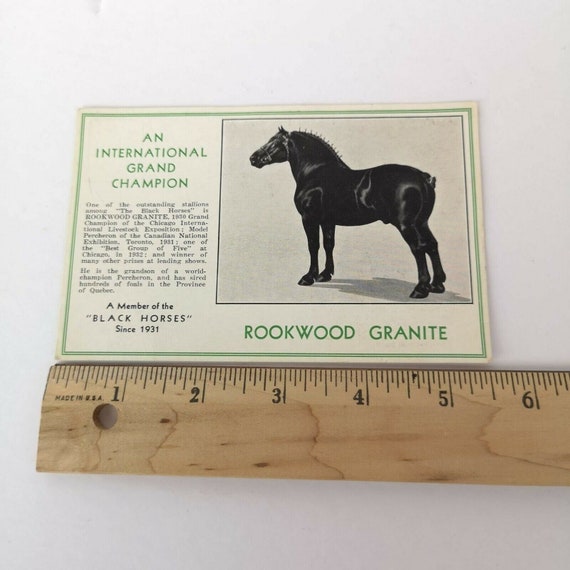 AN
INTERNATIONAL
GRAND
CHAMPION
One of the outstanding stallions
among "The Black Horses" is
ROOKWOOD GRANITE, 1930 Grand
Champion of the Chicago Interna-
tional Livestock Exposition; Model
Percheron of the Canadian National
Exhibition, Toronto, 1931; one of
the "Best Group of Five" at
Chicago, in 1932; and winner of
many other prizes at leading shows.
He is the grandson of a world-
champion Percheron, and has sired
hundreds of foals in the Province
of Quebec.
A Member of the
"BLACK HORSES"
Since 1931
ROOKWOOD GRANITE
MADE IN U.S.A.
1 2 3 4 5 6